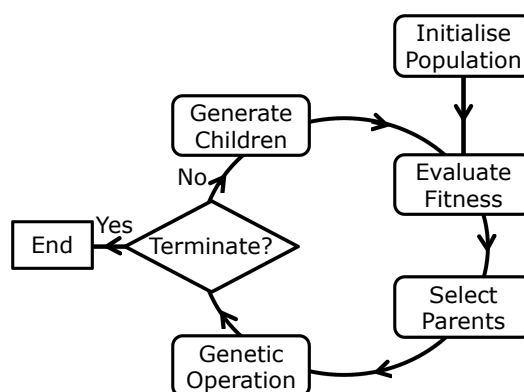 Initialise
Population
Generate
Children
Evaluate
Fitness
No
Yes
End
Terminate?
Select
Parents
Genetic
Operation